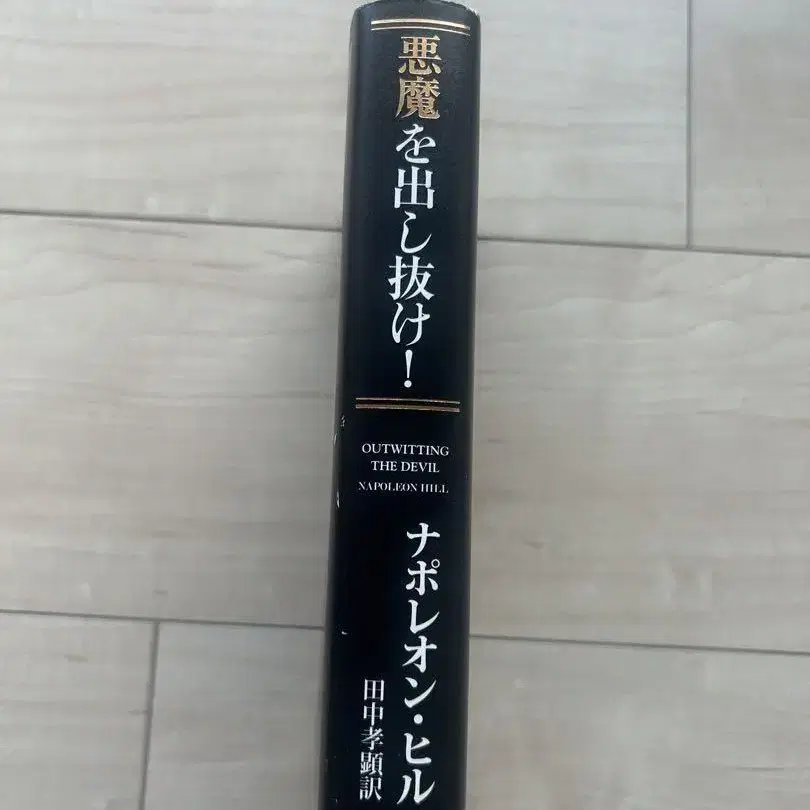 悪魔を出し抜け！
OUTWITTING
THE DEVIL
NAPOLEON HILL
ナポレオン・ヒル
田中孝顕訳